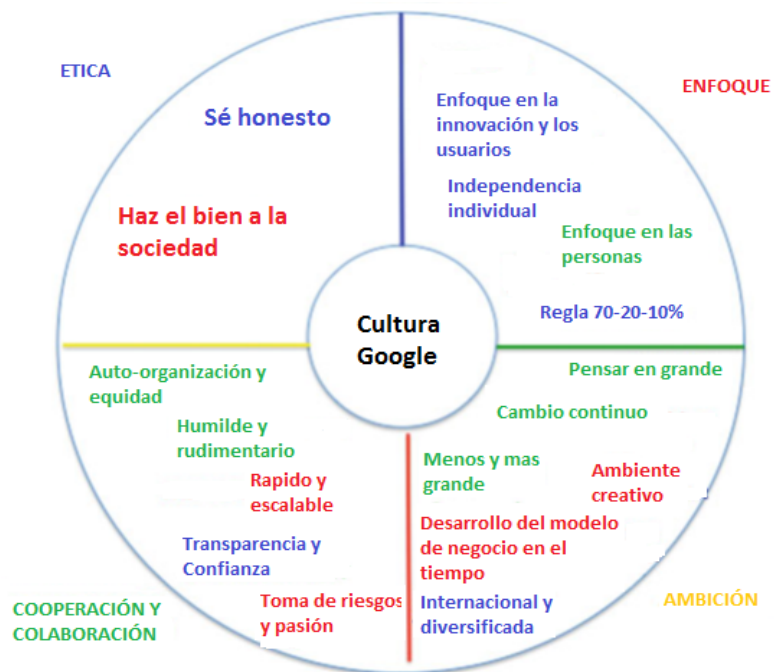 ETICA
Sé honesto
Haz el bien a la
sociedad
ENFOQUE
Enfoque en la
innovación y los
usuarios
Independencia
individual
Enfoque en las
personas
Regla 70-20-10%
Cultura
Google
Auto-organización y
equidad
Humilde y
rudimentario
Rapido y
escalable
Transparencia y
Confianza
Toma de riesgos
y pasión
COOPERACIÓN Y
COLABORACIÓN
Pensar en grande
Cambio continuo
Menos y mas
grande
Ambiente
creativo
Desarrollo del modelo
de negocio en el
tiempo
Internacional y
diversificada
AMBICIÓN